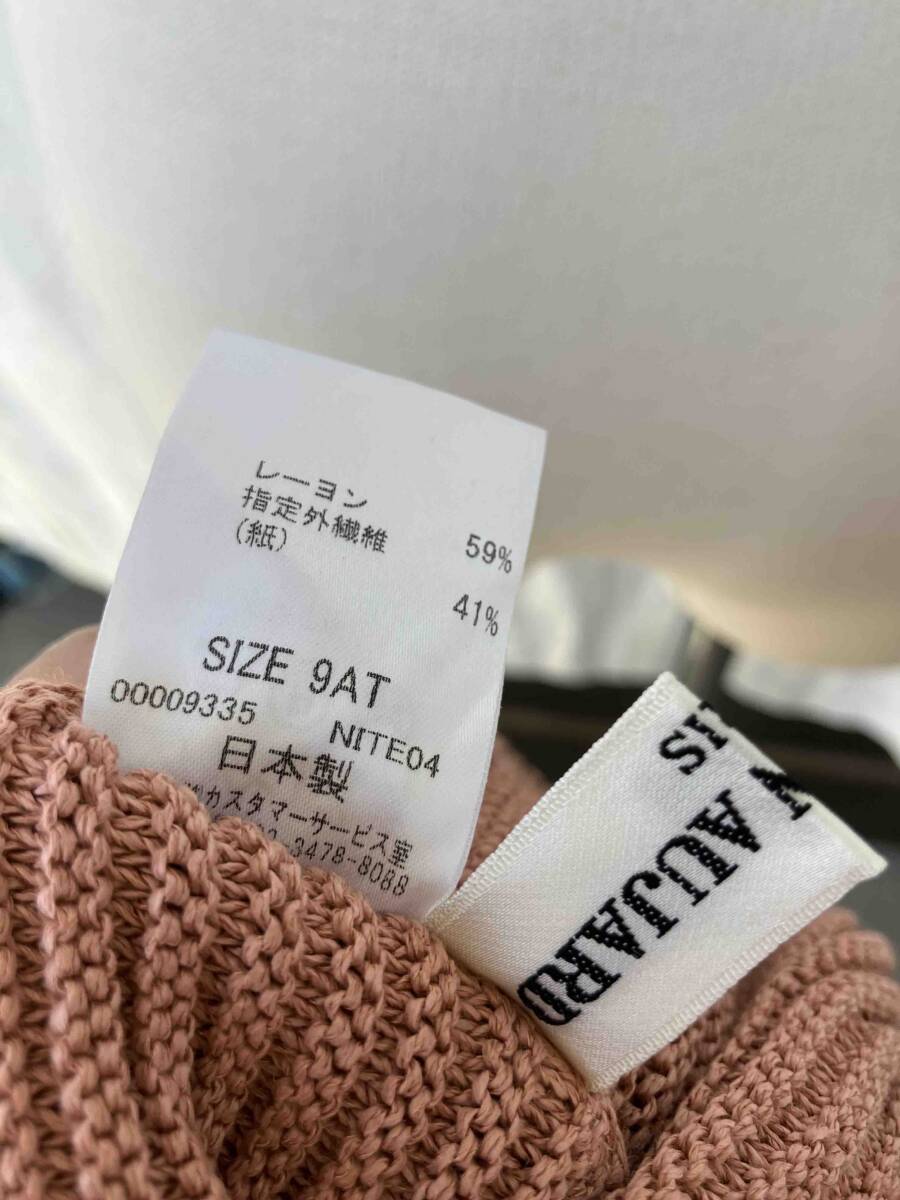 レーヨン 59%
指定外繊維 41%
(紙)
SIZE 9AT
00009335 NITE04
日本製
カスタマーサービス室
3478-8088
AUJARD